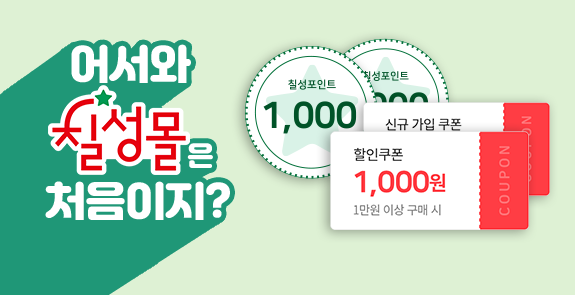 어서와
칠성몰은
처음이지?
칠성포인트
1,000
칠성포인트
신규 가입 쿠폰
할인쿠폰
1,000원
1만원 이상 구매 시
COUPON
COUPON